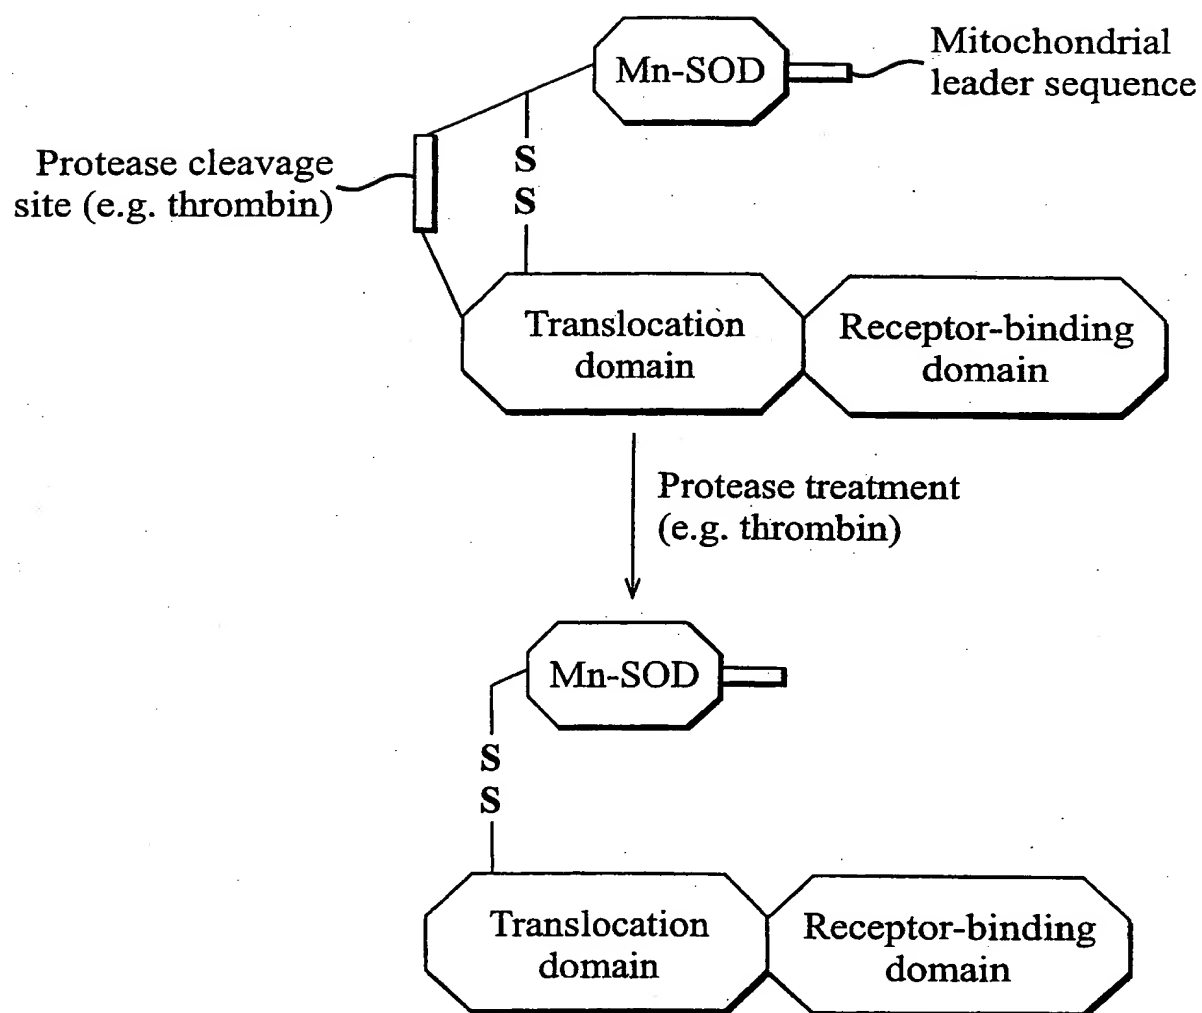 Mn-SOD
Mitochondrial
leader sequence
Protease cleavage
site (e.g. thrombin)
S
S
Translocation
domain
Receptor-binding
domain
Protease treatment
(e.g. thrombin)
Mn-SOD
S
S
Translocation
domain
Receptor-binding
domain